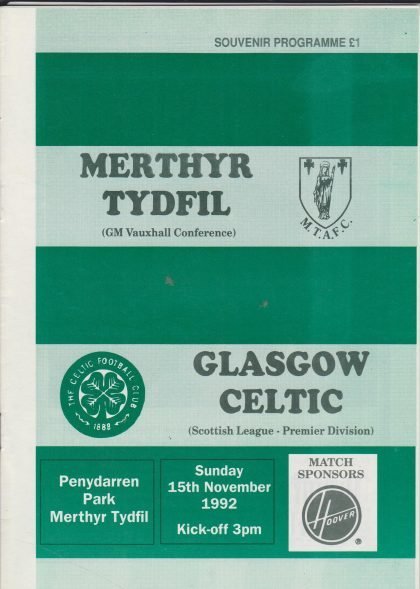 SOUVENIR PROGRAMME £1
MERTHYR
TYDFIL
(GM Vauxhall Conference)
M.T.A.F.C.
GLASGOW
CELTIC
(Scottish League - Premier Division)
THE CELTIC FOOTBALL CLUB
1888
Penydarren
Park
Merthyr Tydfil
Sunday
15th November
1992
Kick-off 3pm
MATCH
SPONSORS
HOOVER
®